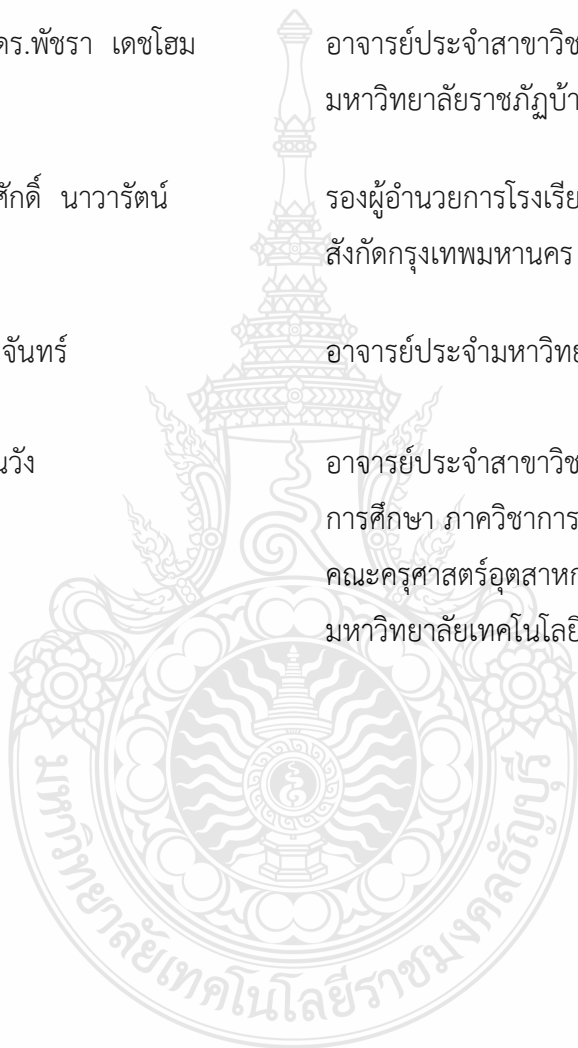 ดร.พัชรา เดชโฮม อาจารย์ประจำสาขาวิช
มหาวิทยาลัยราชภัฏบ้า
ศักดิ์ นาวารัตน์ รองผู้อำนวยการโรงเรีย
สังกัดกรุงเทพมหานคร
จันทร์ อาจารย์ประจำมหาวิทย
นวัง อาจารย์ประจำสาขาวิช
การศึกษา ภาควิชาการ
คณะครุศาสตร์อุตสาหก
มหาวิทยาลัยเทคโนโลยี
มหาวิทยาลัยเทคโนโลยีราชมงคลธัญบุรี